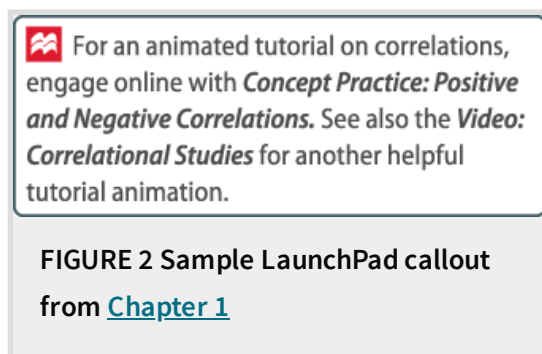 For an animated tutorial on correlations,
engage online with Concept Practice: Positive
and Negative Correlations. See also the Video:
Correlational Studies for another helpful
tutorial animation.
FIGURE 2 Sample LaunchPad callout
from Chapter 1